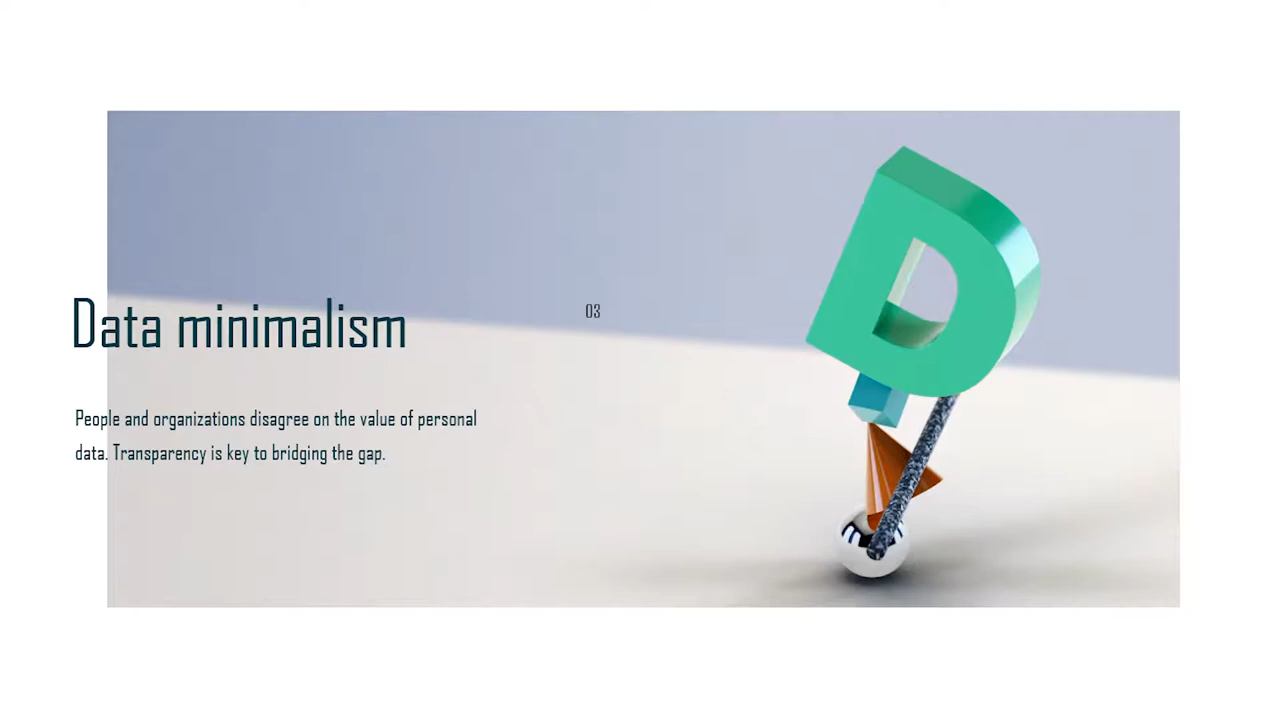 Data minimalism
03
People and organizations disagree on the value of personal
data. Transparency is key to bridging the gap.
D